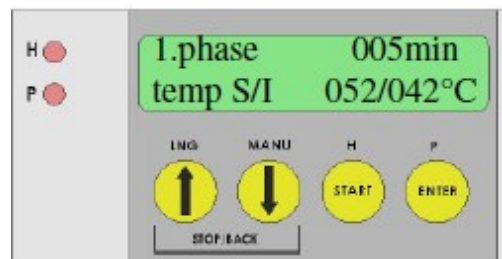 H
1.phase 005min
P
temp S/I 052/042°C
LNG MANU H P
START ENTER
STOP/BACK